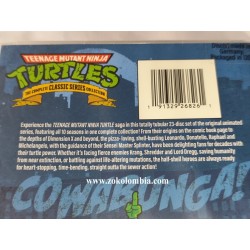 TEENAGE MUTANT NINJA
TURTLES
THE COMPLETE CLASSIC SERIES COLLECTION
1 91329 26826 1
Experience the TEENAGE MUTANT NINJA TURTLE saga in this totally tubular 23-disc set of the original animated
series, featuring all 10 seasons in one complete collection! From their origins on the comic book page
to the depths of Dimension X and beyond, the pizza-loving, shell-busting Leonardo, Donatello, Raphael and
Michelangelo, with the guidance of their Sensei Master Splinter, have been delighting fans for decades with
their turtle power. Whether it's facing fierce enemies Krang, Shredder and Lord Dregg, saving humanity
from near extinction, or battling against life-altering mutations, the half-shell heroes are always ready
for heart-stopping, time-bending, straight outta the sewer action!
www.zokolombia.com
COWABUNGA!